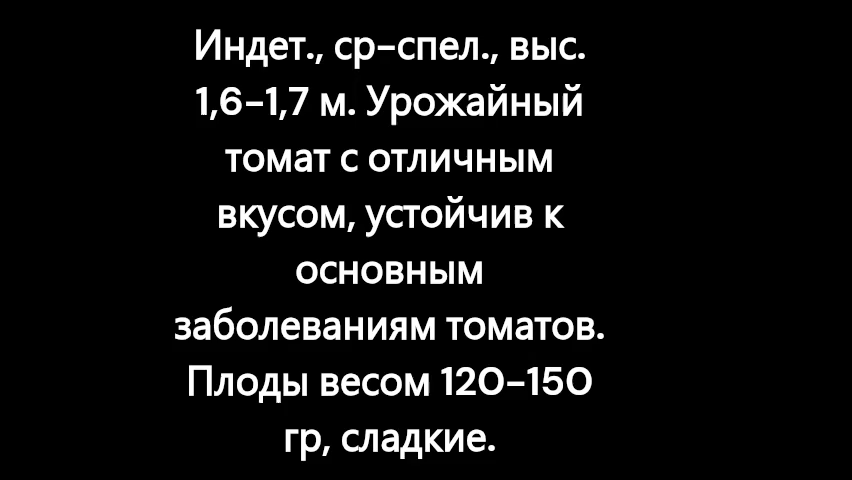 Индет., ср-спел., выс.
1,6-1,7 м. Урожайный
томат с отличным
вкусом, устойчив к
основным
заболеваниям томатов.
Плоды весом 120-150
гр, сладкие.